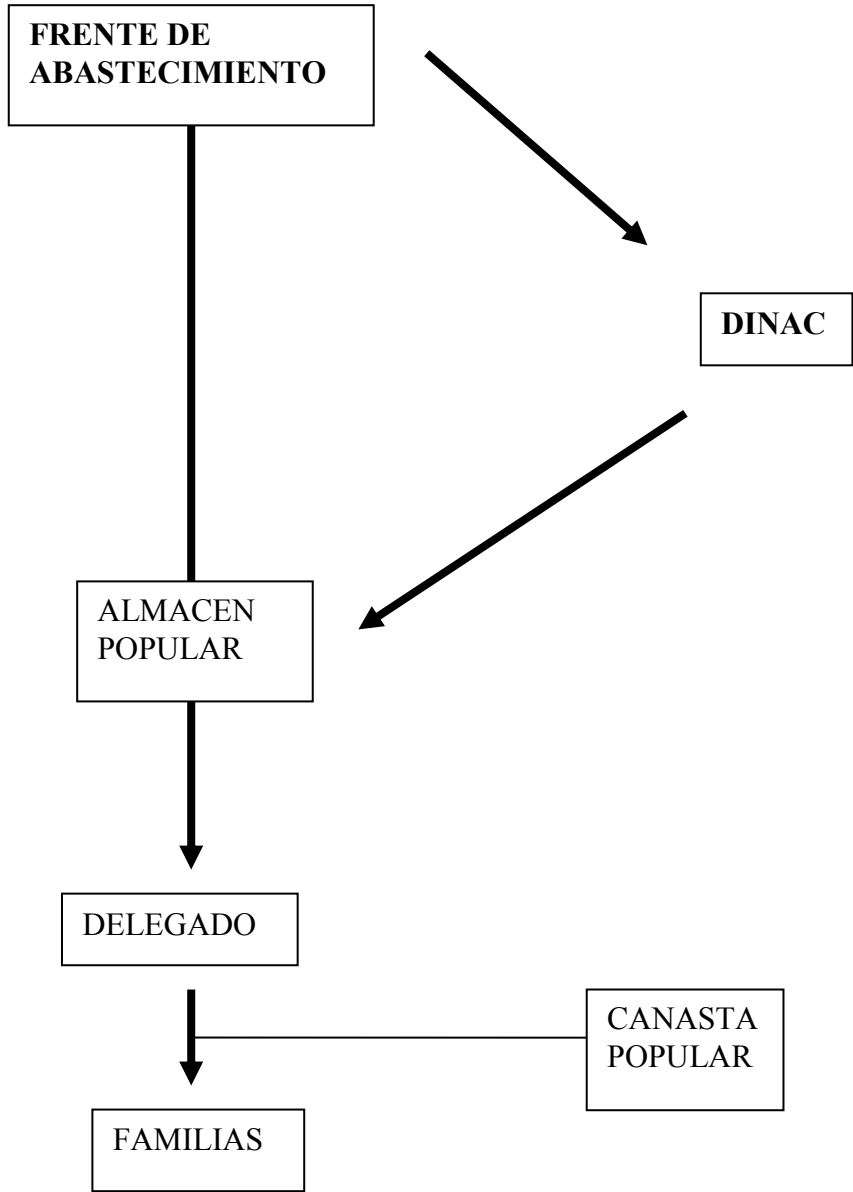 FRENTE DE
ABASTECIMIENTO
DINAC
ALMACEN
POPULAR
DELEGADO
CANASTA
POPULAR
FAMILIAS